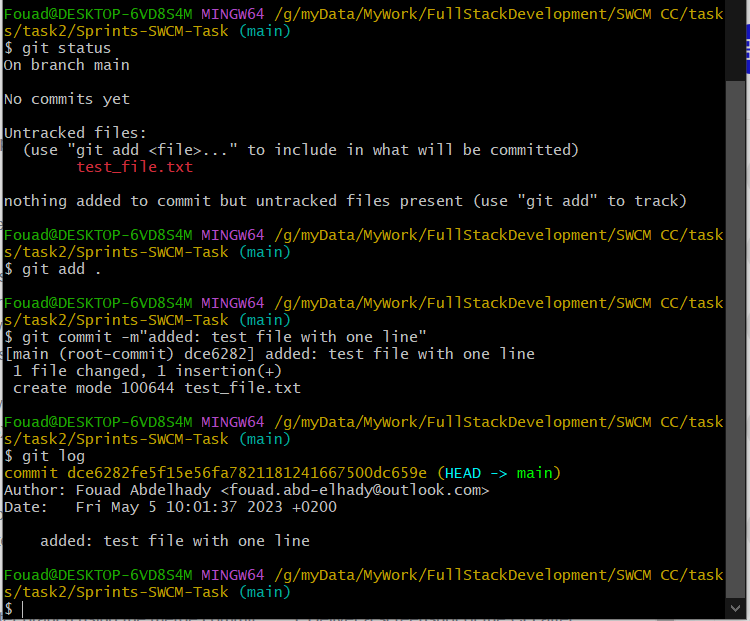 Fouad@DESKTOP-6VD8S4M MINGW64 /g/myData/MyWork/FullStackDevelopment/SWCM CC/task
s/task2/Sprints-SWCM-Task (main)
$ git status
On branch main
No commits yet
Untracked files:
  (use "git add <file>..." to include in what will be committed)
        test_file.txt
nothing added to commit but untracked files present (use "git add" to track)
Fouad@DESKTOP-6VD8S4M MINGW64 /g/myData/MyWork/FullStackDevelopment/SWCM CC/task
s/task2/Sprints-SWCM-Task (main)
$ git add .
Fouad@DESKTOP-6VD8S4M MINGW64 /g/myData/MyWork/FullStackDevelopment/SWCM CC/task
s/task2/Sprints-SWCM-Task (main)
$ git commit -m"added: test file with one line"
[main (root-commit) dce6282] added: test file with one line
 1 file changed, 1 insertion(+)
 create mode 100644 test_file.txt
Fouad@DESKTOP-6VD8S4M MINGW64 /g/myData/MyWork/FullStackDevelopment/SWCM CC/task
s/task2/Sprints-SWCM-Task (main)
$ git log
commit dce6282fe5f15e56fa7821181241667500dc659e (HEAD -> main)
Author: Fouad Abdelhady <fouad.abd-elhady@outlook.com>
Date:   Fri May 5 10:01:37 2023 +0200
    added: test file with one line
Fouad@DESKTOP-6VD8S4M MINGW64 /g/myData/MyWork/FullStackDevelopment/SWCM CC/task
s/task2/Sprints-SWCM-Task (main)
$